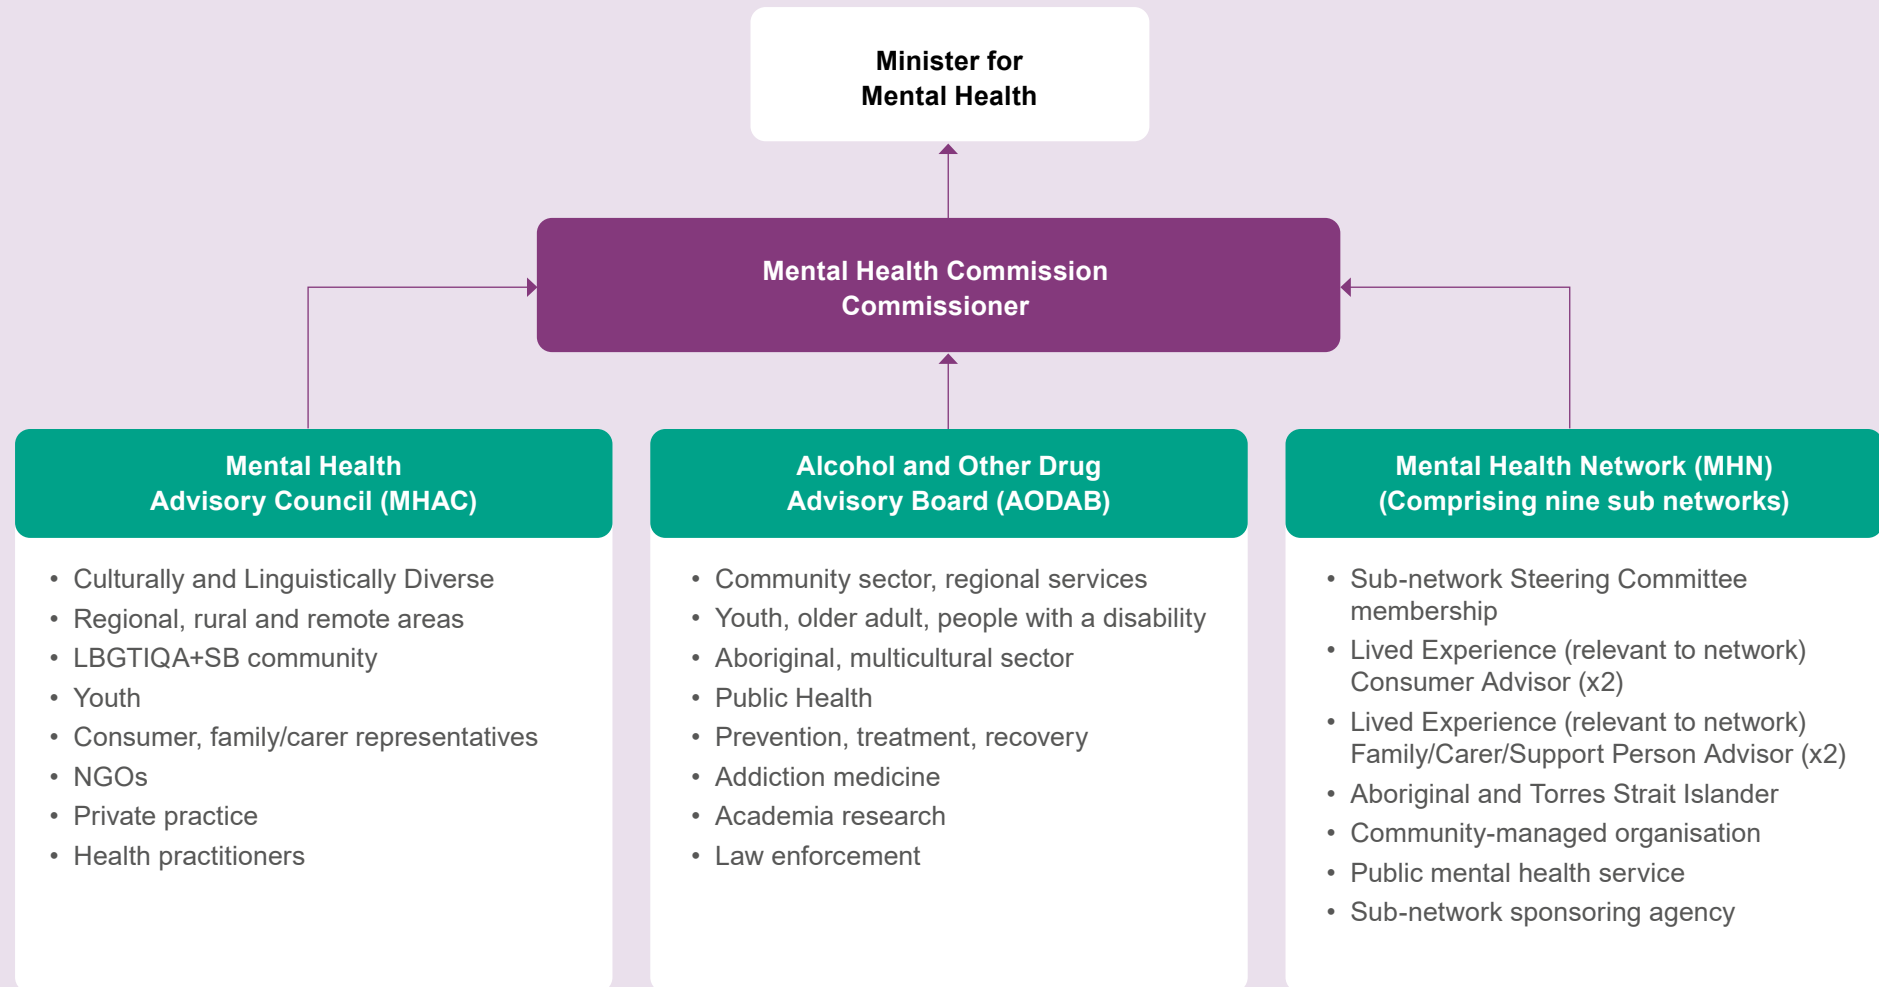 Minister for
Mental Health
Mental Health Commission
Commissioner
Mental Health
Advisory Council (MHAC)
• Culturally and Linguistically Diverse
• Regional, rural and remote areas
• LBGTIQA+SB community
• Youth
• Consumer, family/carer representatives
• NGOs
• Private practice
• Health practitioners
Alcohol and Other Drug
Advisory Board (AODAB)
• Community sector, regional services
• Youth, older adult, people with a disability
• Aboriginal, multicultural sector
• Public Health
• Prevention, treatment, recovery
• Addiction medicine
• Academia research
• Law enforcement
Mental Health Network (MHN)
(Comprising nine sub networks)
• Sub-network Steering Committee
membership
• Lived Experience (relevant to network)
Consumer Advisor (x2)
• Lived Experience (relevant to network)
Family/Carer/Support Person Advisor (x2)
• Aboriginal and Torres Strait Islander
• Community-managed organisation
• Public mental health service
• Sub-network sponsoring agency